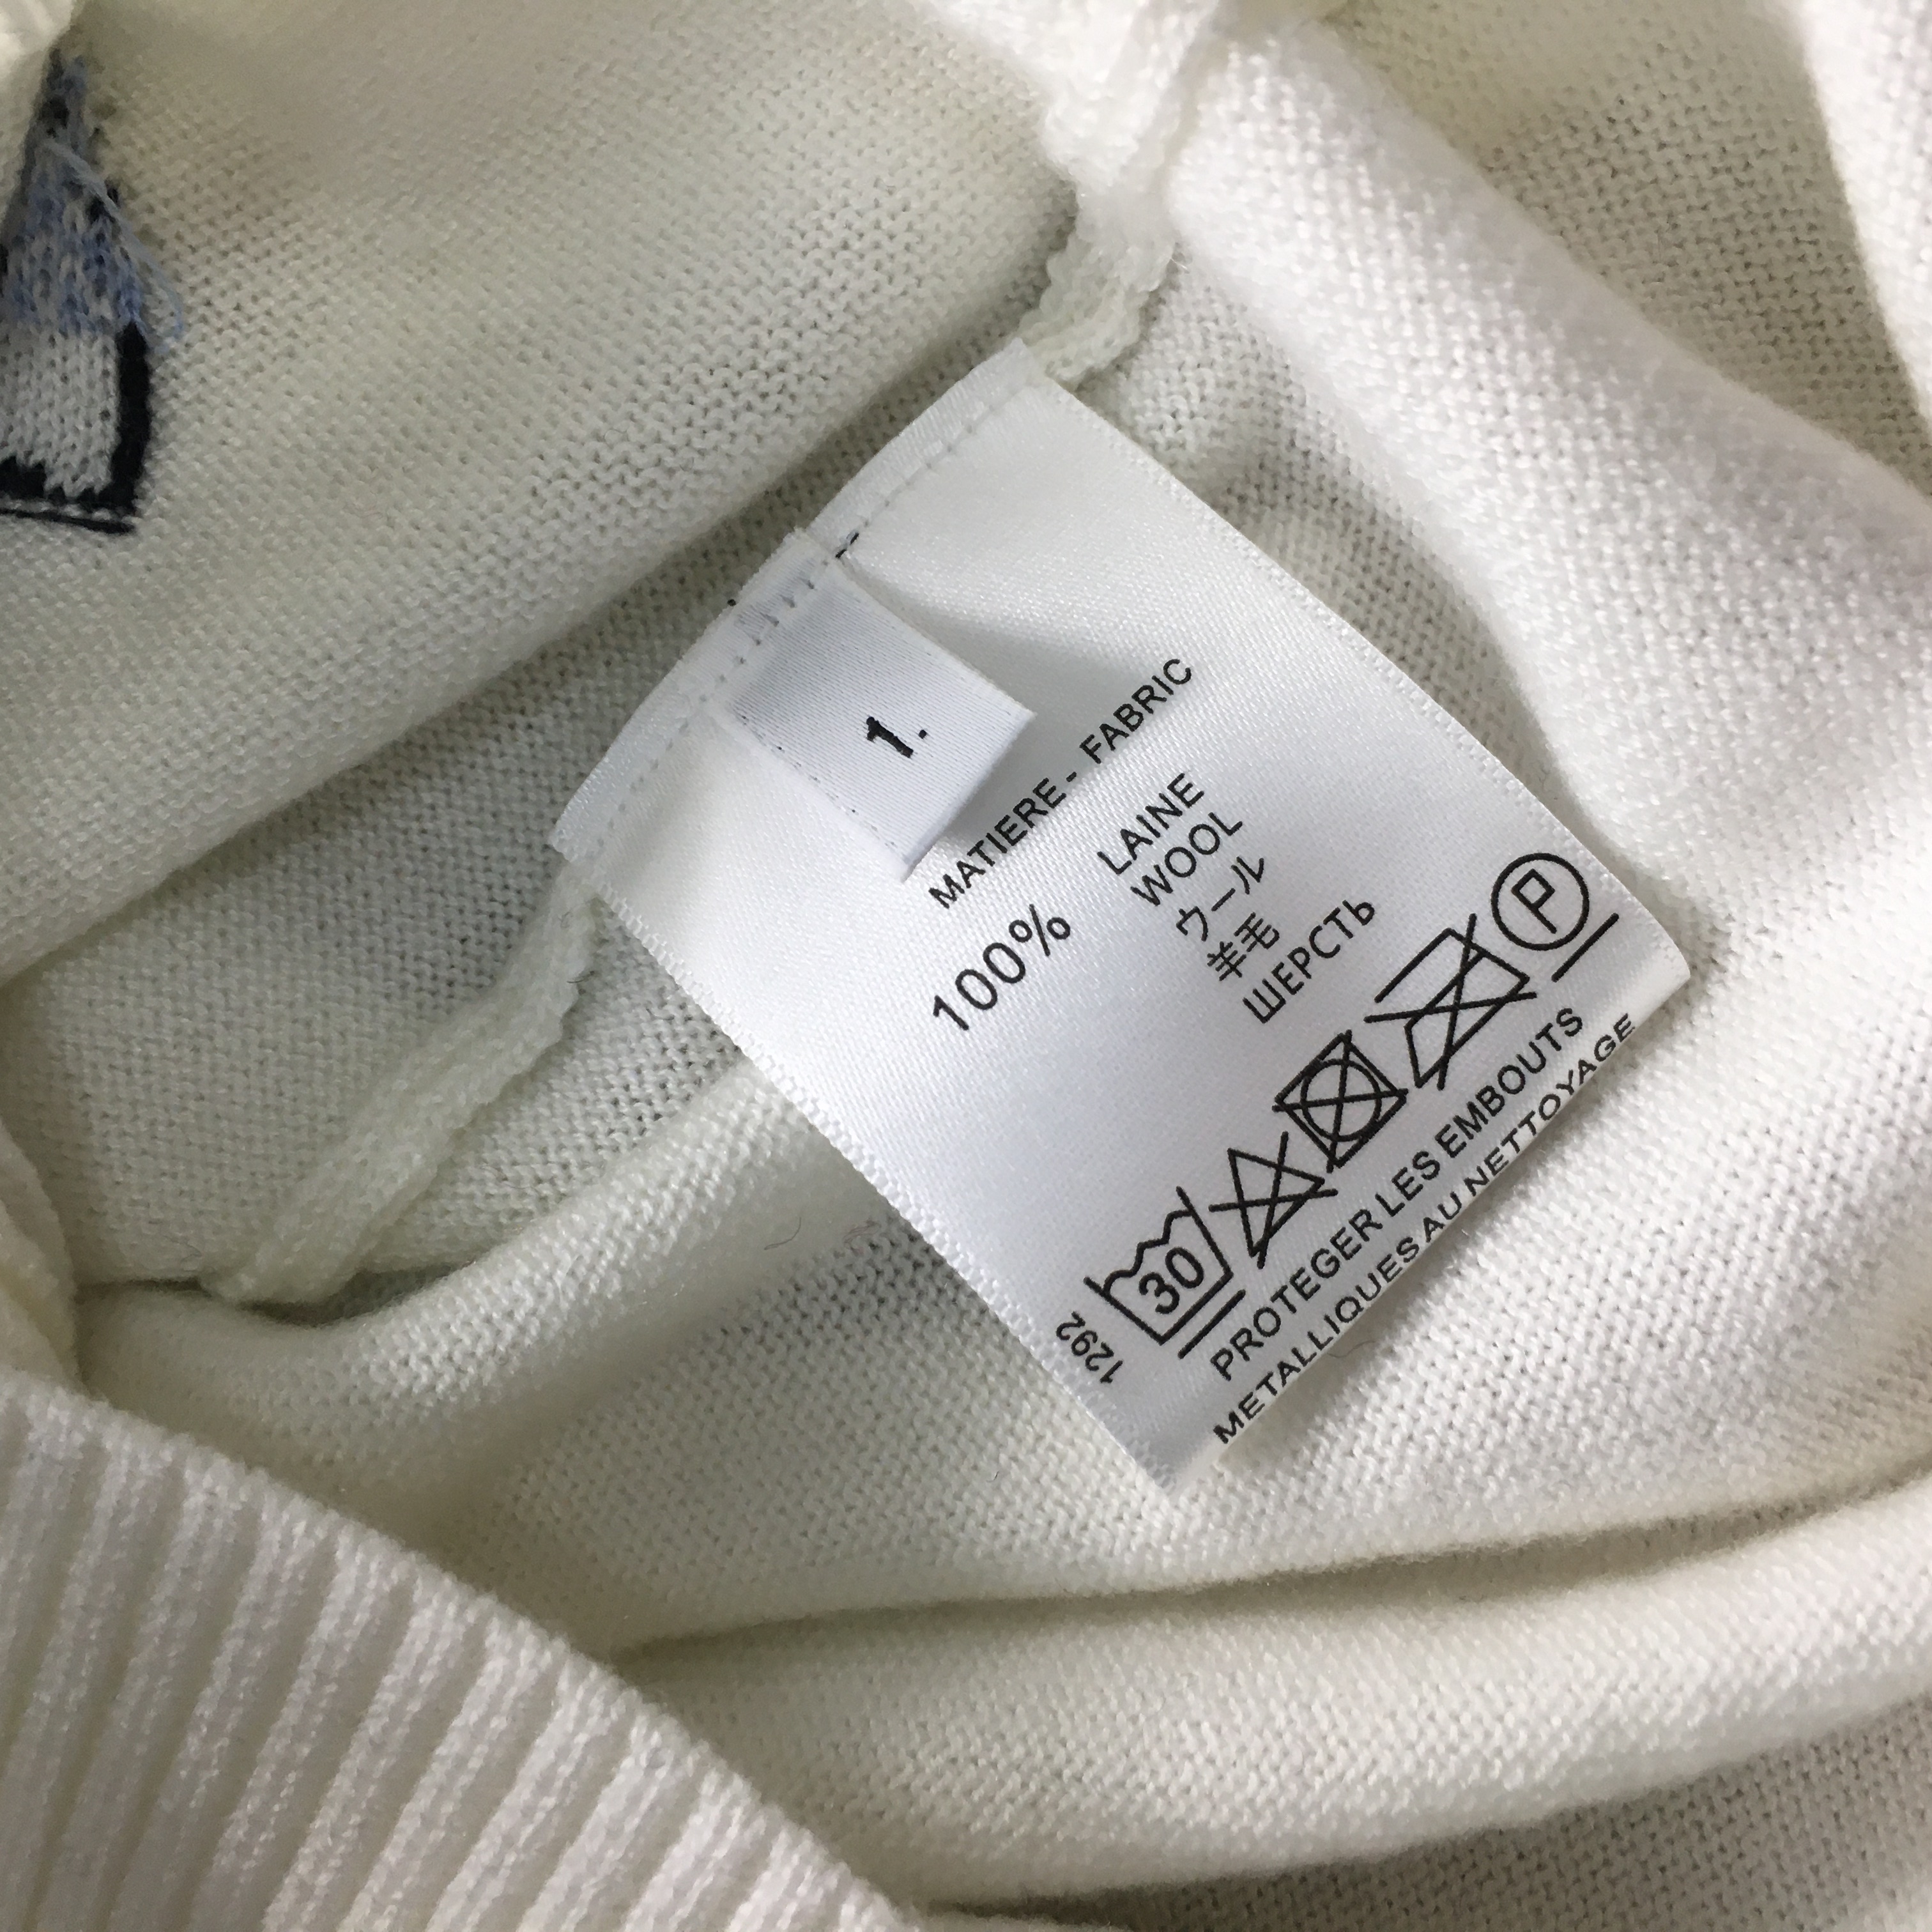 1.
MATIERE - FABRIC
100% LAINE
WOOL
ウール
羊毛
ШЕРСТЬ
30 P
1292
PROTEGER LES EMBOUTS
METALLIQUES AU NETTOYAGE